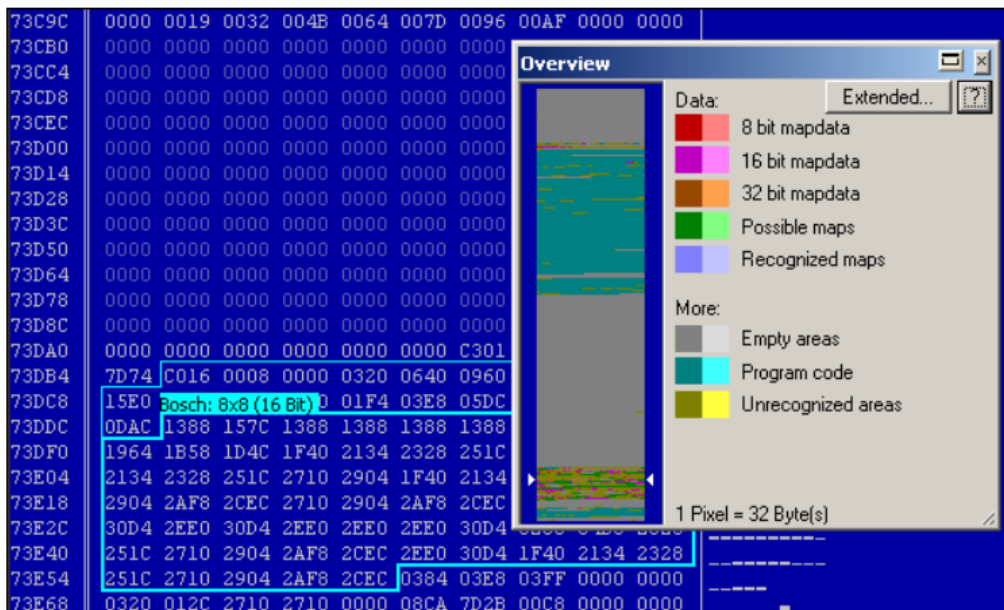 73C9C 0000 0019 0032 004B 0064 007D 0096 00AF 0000 0000
73CB0 0000 0000 0000 0000 0000 0000 0000
73CC4 0000 0000 0000 0000 0000 0000 0000
73CD8 0000 0000 0000 0000 0000 0000 0000
73CEC 0000 0000 0000 0000 0000 0000 0000
73D00 0000 0000 0000 0000 0000 0000 0000
73D14 0000 0000 0000 0000 0000 0000 0000
73D28 0000 0000 0000 0000 0000 0000 0000
73D3C 0000 0000 0000 0000 0000 0000 0000
73D50 0000 0000 0000 0000 0000 0000 0000
73D64 0000 0000 0000 0000 0000 0000 0000
73D78 0000 0000 0000 0000 0000 0000 0000
73D8C 0000 0000 0000 0000 0000 0000 0000
73DA0 0000 0000 0000 0000 0000 0000 C301
73DB4 7D74 C016 0008 0000 0320 0640 0960
73DC8 15E0 Bosch: 8x8 (16 Bit) 01F4 03E8 05DC
73DDC 0DAC 1388 157C 1388 1388 1388 1388
73DF0 1964 1B58 1D4C 1F40 2134 2328 251C
73E04 2134 2328 251C 2710 2904 1F40 2134
73E18 2904 2AF8 2CEC 2710 2904 2AF8 2CEC
73E2C 30D4 2EE0 30D4 2EE0 2EE0 2EE0 30D4
73E40 251C 2710 2904 2AF8 2CEC 2EE0 30D4 1F40 2134 2328
73E54 251C 2710 2904 2AF8 2CEC 0384 03E8 03FF 0000 0000
73E68 0320 012C 2710 2710 0000 08CA 7D2B 00C8 0000 0000
Overview
Data:
Extended...
?
8 bit mapdata
16 bit mapdata
32 bit mapdata
Possible maps
Recognized maps
More:
Empty areas
Program code
Unrecognized areas
1 Pixel = 32 Byte(s)